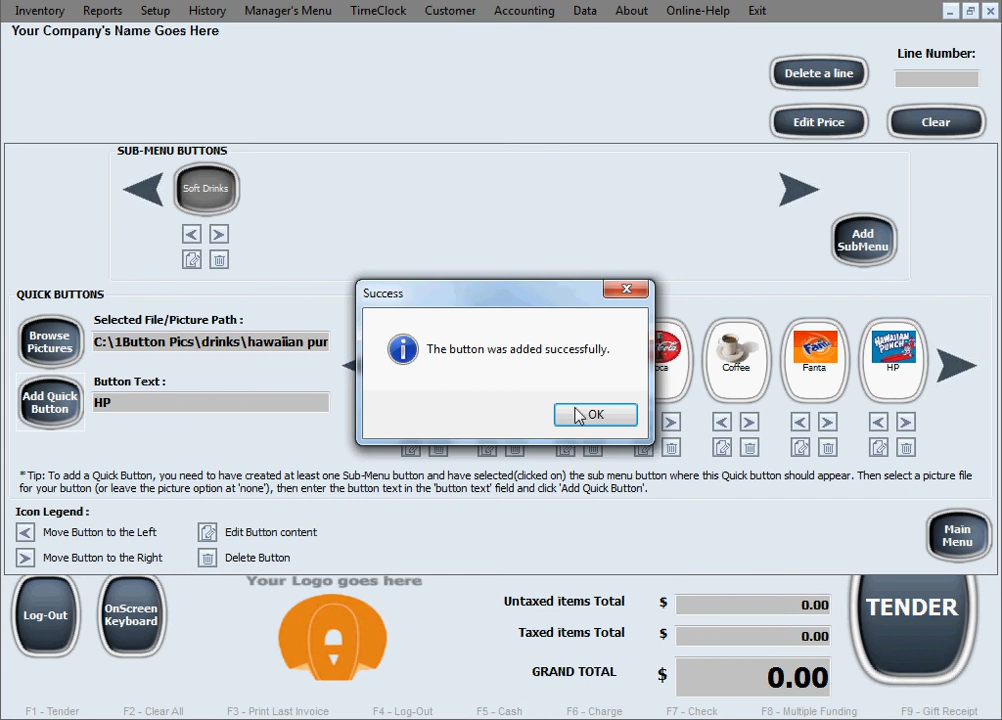 Inventory Reports Setup History Manager's Menu TimeClock Customer Accounting Data About Online-Help Exit
Your Company's Name Goes Here
Line Number:
Delete a line
Edit Price
Clear
SUB-MENU BUTTONS
Soft Drinks
Add
SubMenu
QUICK BUTTONS
Browse
Pictures
Selected File/Picture Path :
C:\1Button Pics\drinks\hawaiian pur
Add Quick
Button
Button Text :
HP
Success
The button was added successfully.
OK
Coffee
Fanta
HAWAIIAN
PUNCH
HP
*Tip: To add a Quick Button, you need to have created at least one Sub-Menu button and have selected(clicked on) the sub menu button where this Quick button should appear. Then select a picture file
for your button (or leave the picture option at 'none'), then enter the button text in the 'button text' field and click 'Add Quick Button'.
Icon Legend :
Move Button to the Left
Edit Button content
Move Button to the Right
Delete Button
Main
Menu
Log-Out
OnScreen
Keyboard
Your Logo goes here
Untaxed items Total $ 0.00
Taxed items Total $ 0.00
GRAND TOTAL $ 0.00
TENDER
F1 - Tender F2 - Clear All F3 - Print Last Invoice F4 - Log-Out F5 - Cash F6 - Charge F7 - Check F8 - Multiple Funding F9 - Gift Receipt